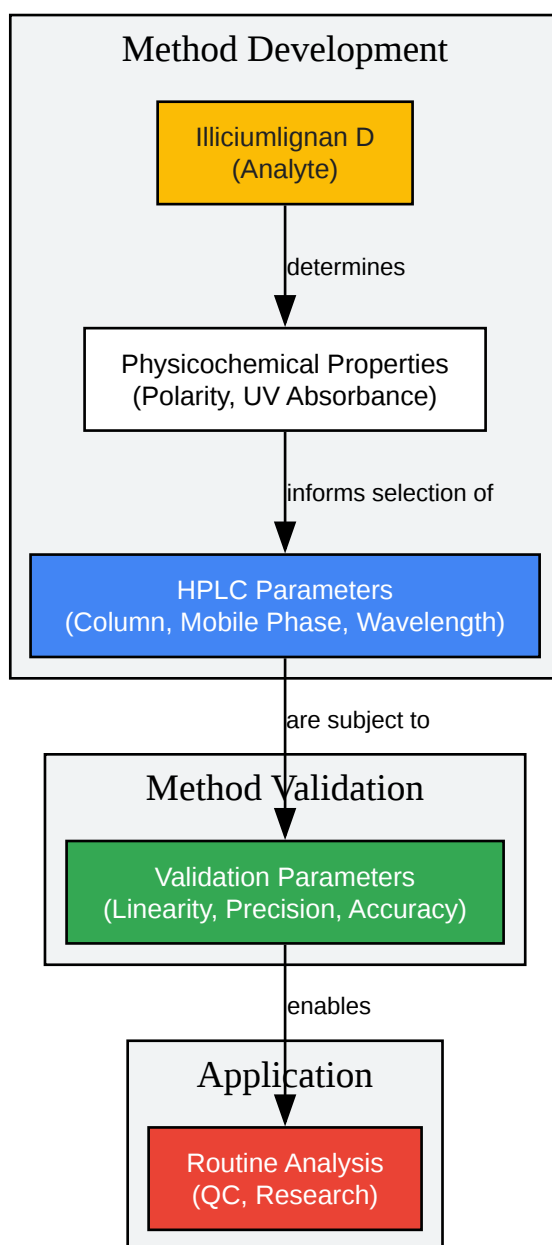 Method Development
Illiciumlignan D
(Analyte)
determines
Physicochemical Properties
(Polarity, UV Absorbance)
informs selection of
HPLC Parameters
(Column, Mobile Phase, Wavelength)
are subject to
Method Validation
Validation Parameters
(Linearity, Precision, Accuracy)
enables
Application
Routine Analysis
(QC, Research)